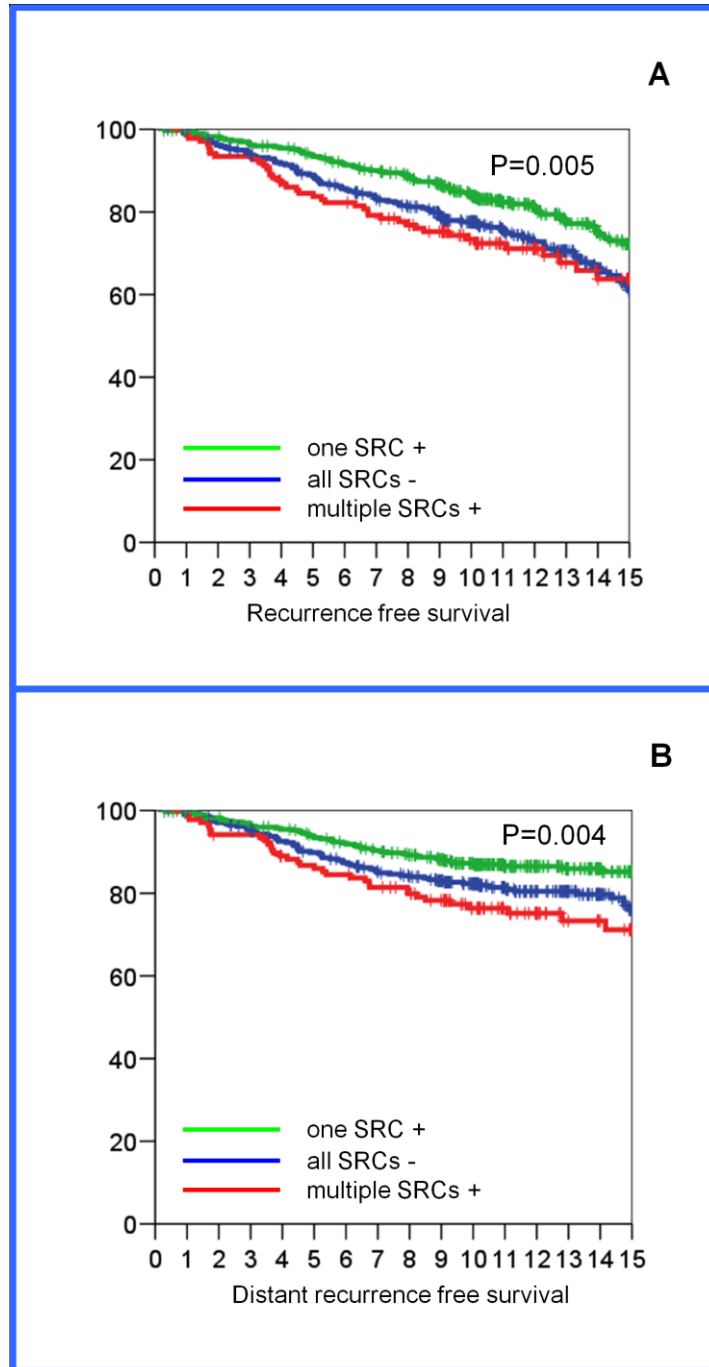 A
100
80
60
40
20
0
P=0.005
one SRC +
all SRCs -
multiple SRCs +
0 1 2 3 4 5 6 7 8 9 10 11 12 13 14 15
Recurrence free survival
B
100
80
60
40
20
0
P=0.004
one SRC +
all SRCs -
multiple SRCs +
0 1 2 3 4 5 6 7 8 9 10 11 12 13 14 15
Distant recurrence free survival